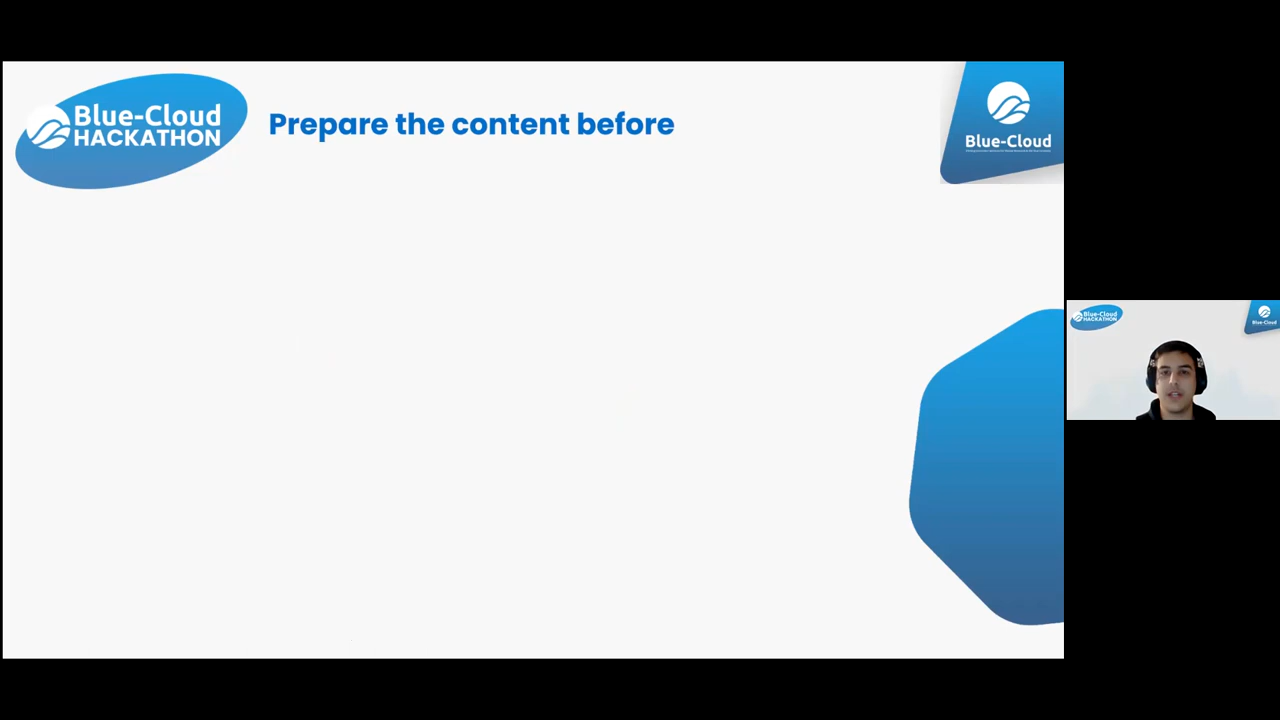 Blue-Cloud
HACKATHON
Prepare the content before
Blue-Cloud
Blue-Cloud
HACKATHON
Blue-Cloud